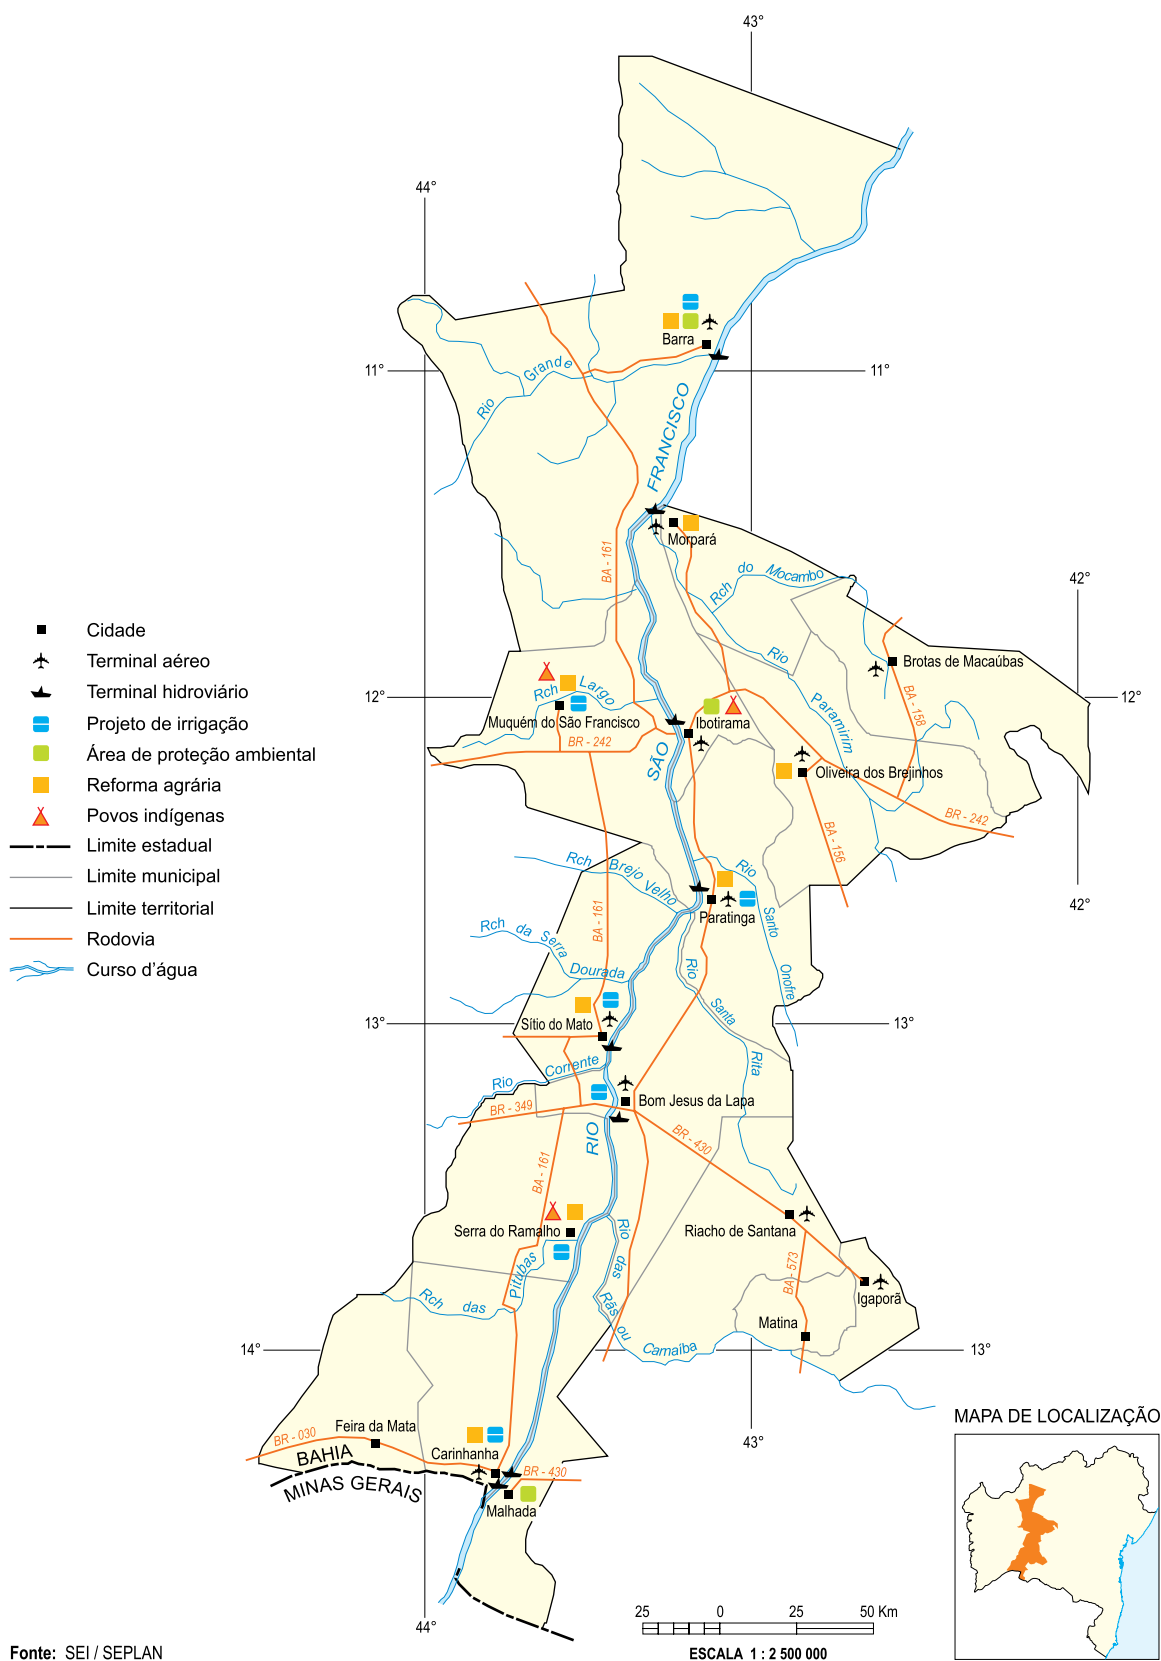 43°
44°
Barra
11°
11°
Rio
Grande
FRANCISCO
Morpará
BA - 161
Rch
do
Mocambo
42°
Cidade
Terminal aéreo
Terminal hidroviário
Projeto de irrigação
Área de proteção ambiental
Reforma agrária
Povos indígenas
Limite estadual
Limite municipal
Limite territorial
Rodovia
Curso d'água
Rio
Paramirim
Brotas de Macaúbas
BA - 158
12°
12°
Rch
Largo
Muquém do São Francisco
Ibotirama
BR - 242
SÃO
Oliveira dos Brejinhos
BR - 242
BA - 156
42°
Rch
Brejo
Velho
Rio
Santo
Onofre
Paratinga
BA - 161
Rch
da
Serra
Dourada
Rio
Santa
Rita
Sítio do Mato
13°
13°
Rio
Corrente
Bom Jesus da Lapa
BR - 349
RIO
BR - 430
BA - 161
Serra do Ramalho
Riacho de Santana
Rio
das
Rãs
ou
Carnaíba
BA - 573
Igaporã
Matina
Rch
das
Pitubas
14°
13°
43°
Feira da Mata
BR - 030
BAHIA
MINAS GERAIS
Carinhanha
BR - 430
Malhada
44°
MAPA DE LOCALIZAÇÃO
25
0
25
50 Km
ESCALA 1 : 2 500 000
Fonte: SEI / SEPLAN